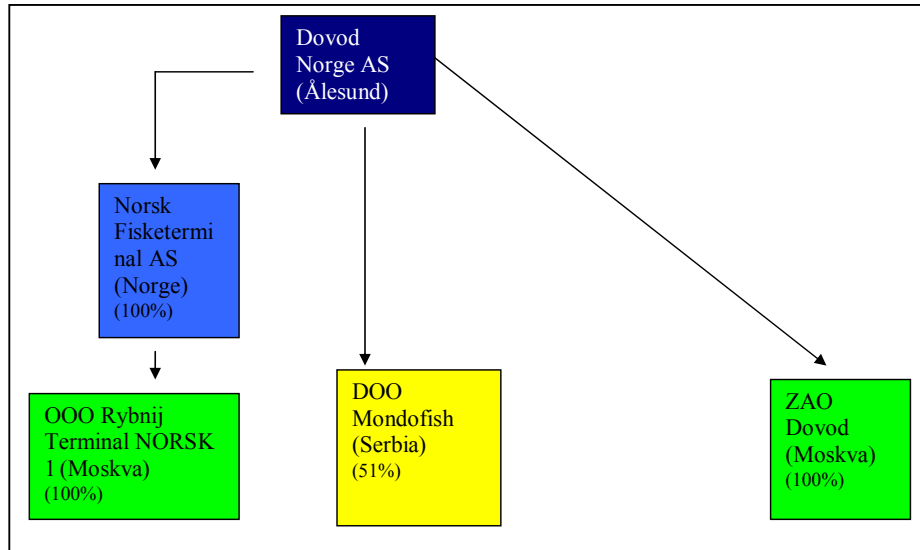 Dovod
Norge AS
(Ålesund)
Norsk
Fisketermi
nal AS
(Norge)
(100%)
OOO Rybnij
Terminal NORSK
1 (Moskva)
(100%)
DOO
Mondofish
(Serbia)
(51%)
ZAO
Dovod
(Moskva)
(100%)